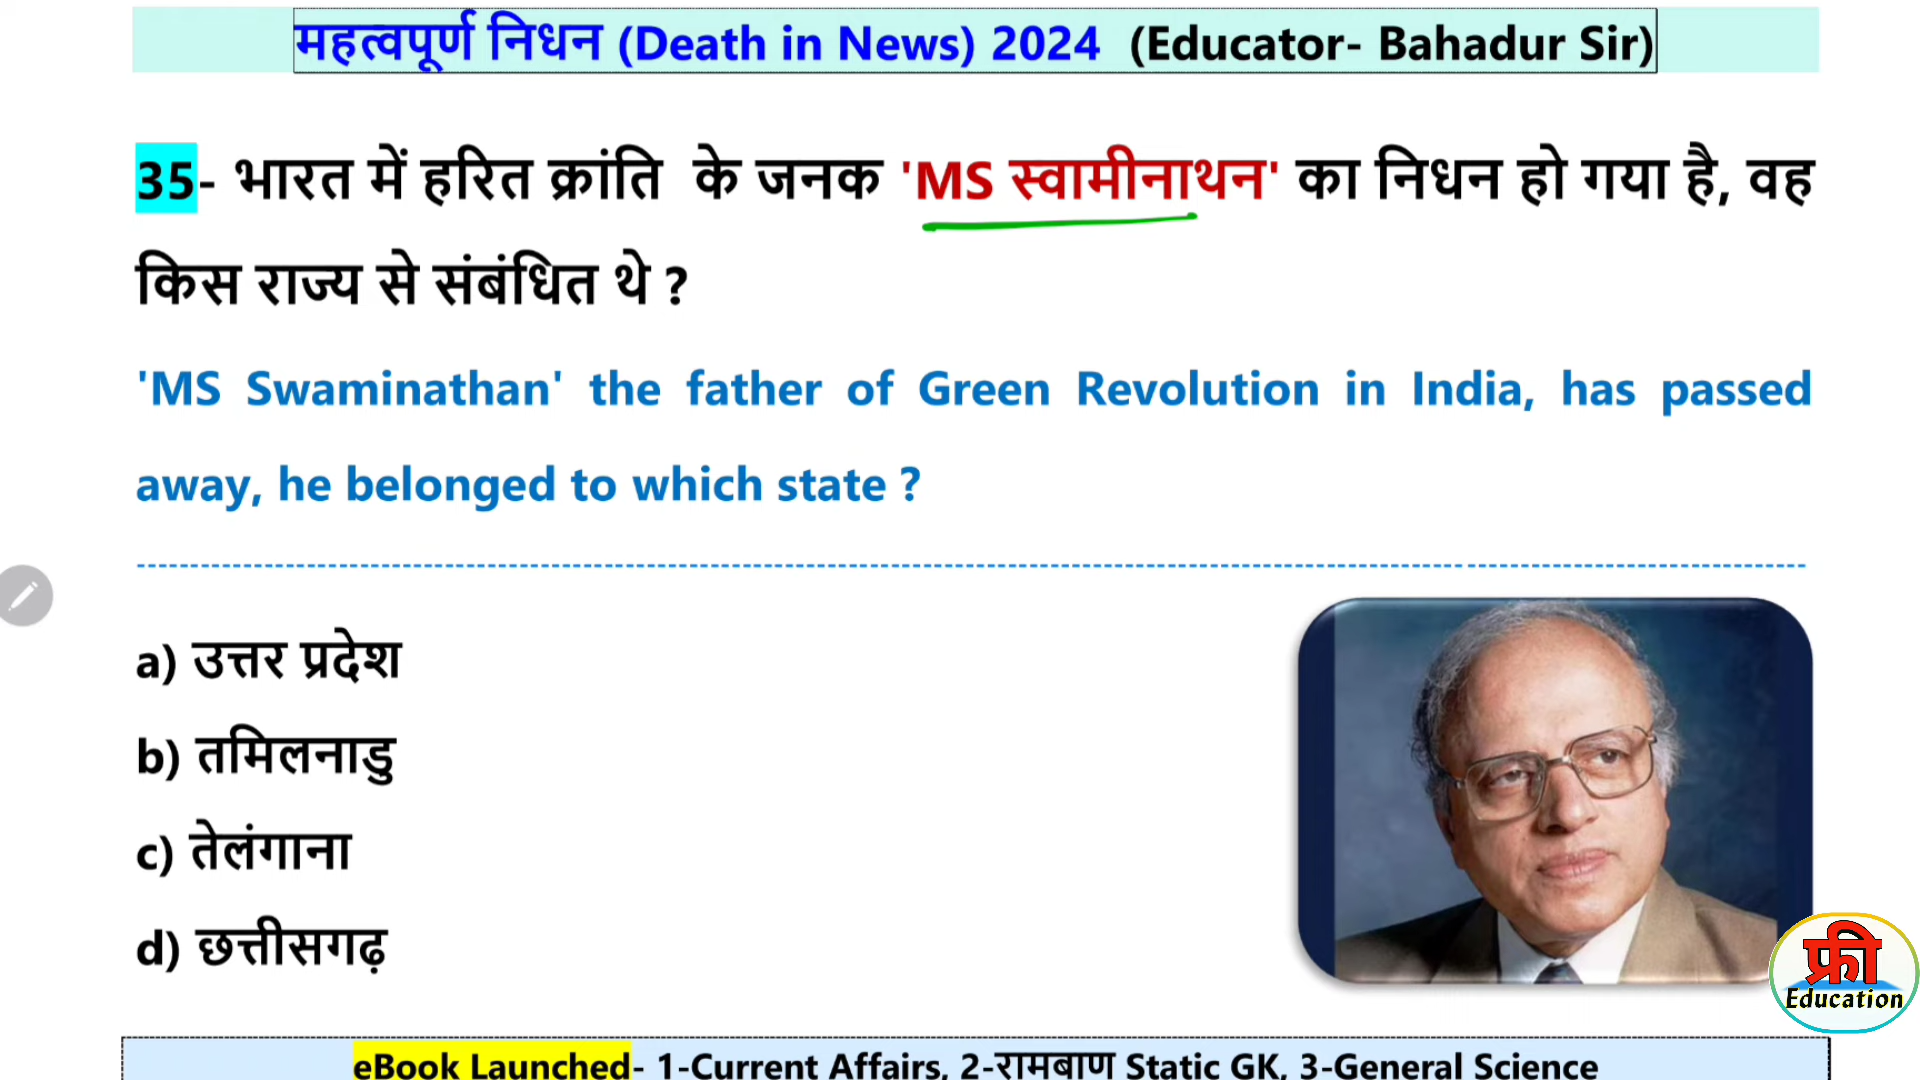 महत्वपूर्ण निधन (Death in News) 2024 (Educator- Bahadur Sir)
35- भारत में हरित क्रांति के जनक 'MS स्वामीनाथन' का निधन हो गया है, वह
किस राज्य से संबंधित थे ?
'MS Swaminathan' the father of Green Revolution in India, has passed
away, he belonged to which state ?
a) उत्तर प्रदेश
b) तमिलनाडु
c) तेलंगाना
d) छत्तीसगढ़
फ्री
Education
eBook Launched- 1-Current Affairs, 2-रामबाण Static GK, 3-General Science